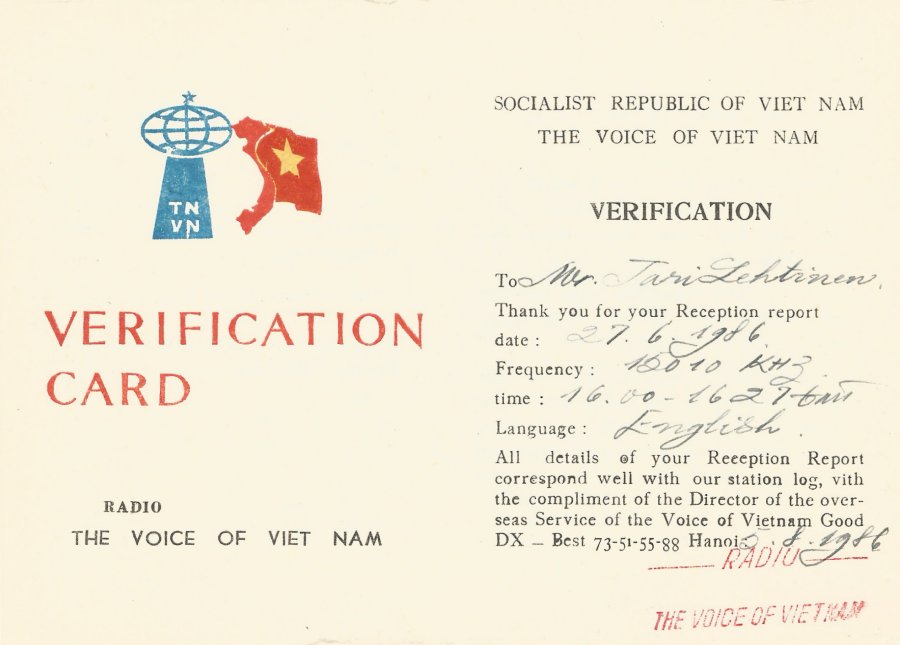 TN
VN
VERIFICATION
CARD
RADIO
THE VOICE OF VIET NAM
SOCIALIST REPUBLIC OF VIET NAM
THE VOICE OF VIET NAM
VERIFICATION
To Mr. Jari Lehtinen.
Thank you for your Reception report
date : 27. 6. 1986.
Frequency : 15010 KHz
time : 16.00 - 1627 GMT
Language : English.
All details of your Reeeption Report
correspond well with our station log, vith
the compliment of the Director of the over-
seas Service of the Voice of Vietnam Good
DX – Best 73-51-55-88 Hanoi 5.8.1986
RADIO
THE VOICE OF VIETNAM